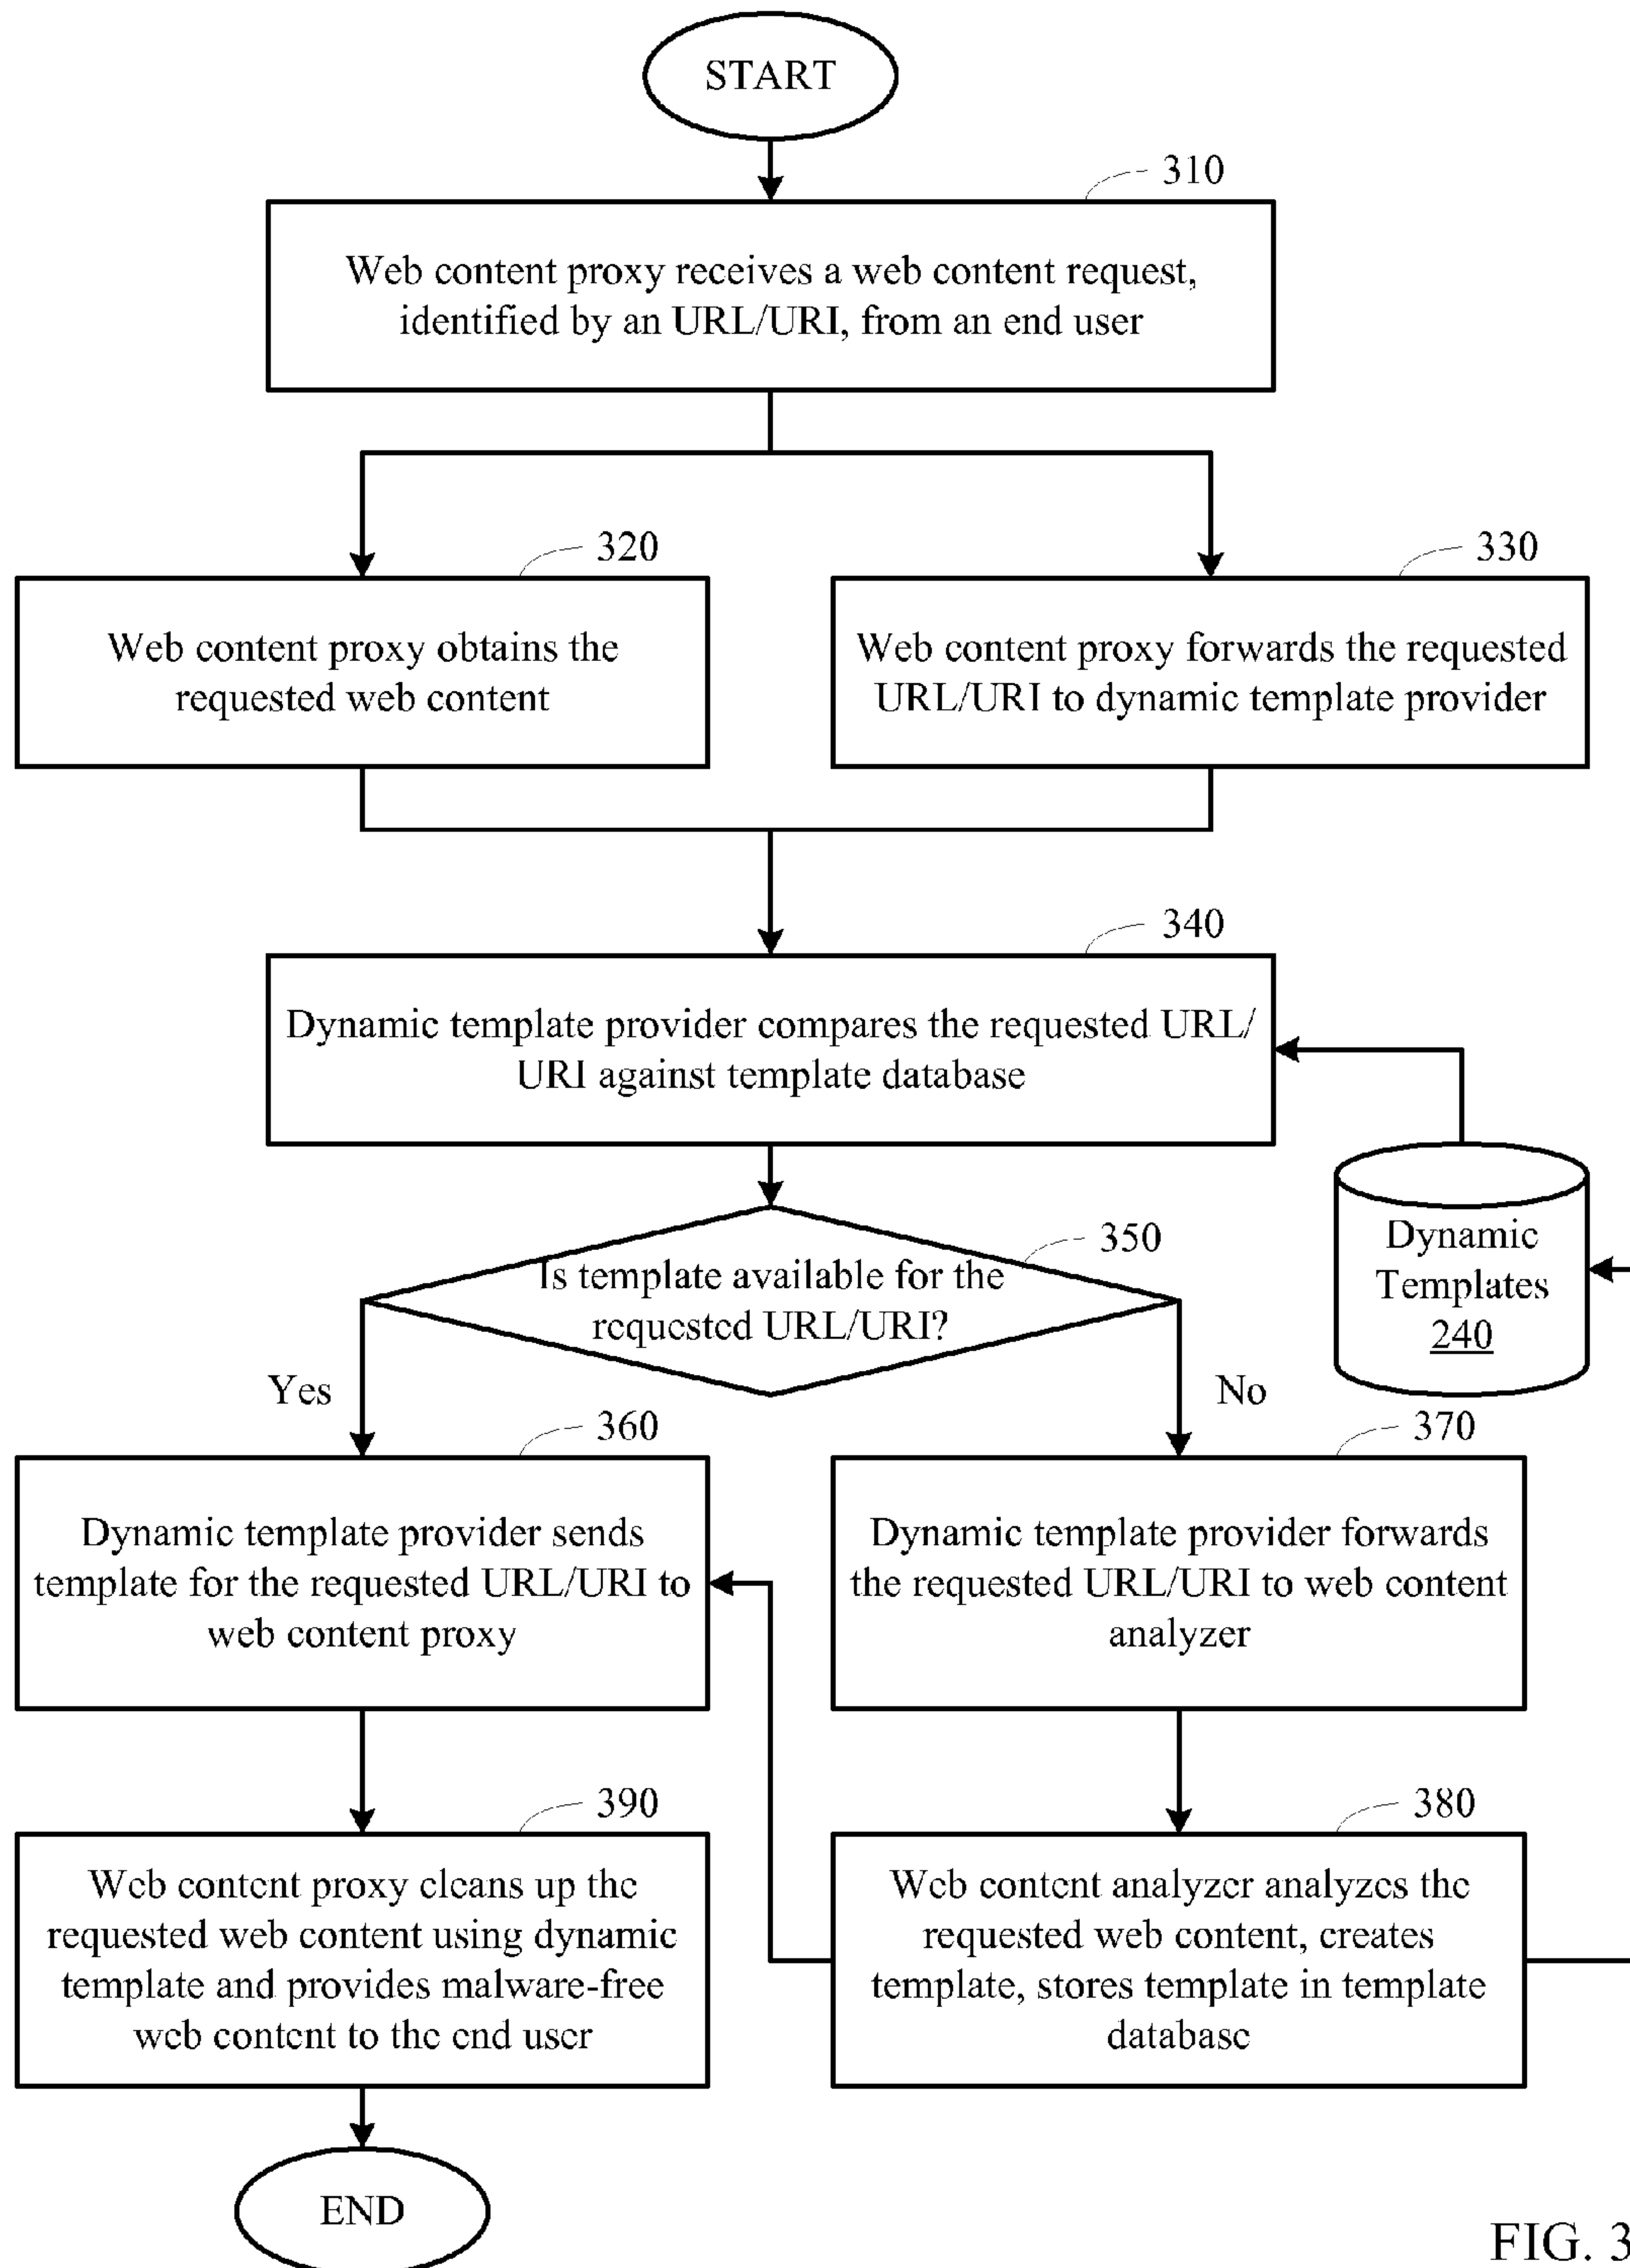 START
310
Web content proxy receives a web content request,
identified by an URL/URI, from an end user
320
Web content proxy obtains the
requested web content
330
Web content proxy forwards the requested
URL/URI to dynamic template provider
340
Dynamic template provider compares the requested URL/
URI against template database
350
Is template available for the
requested URL/URI?
Dynamic
Templates
240
Yes
No
360
Dynamic template provider sends
template for the requested URL/URI to
web content proxy
370
Dynamic template provider forwards
the requested URL/URI to web content
analyzer
390
Web content proxy cleans up the
requested web content using dynamic
template and provides malware-free
web content to the end user
380
Web content analyzer analyzes the
requested web content, creates
template, stores template in template
database
END
FIG. 3